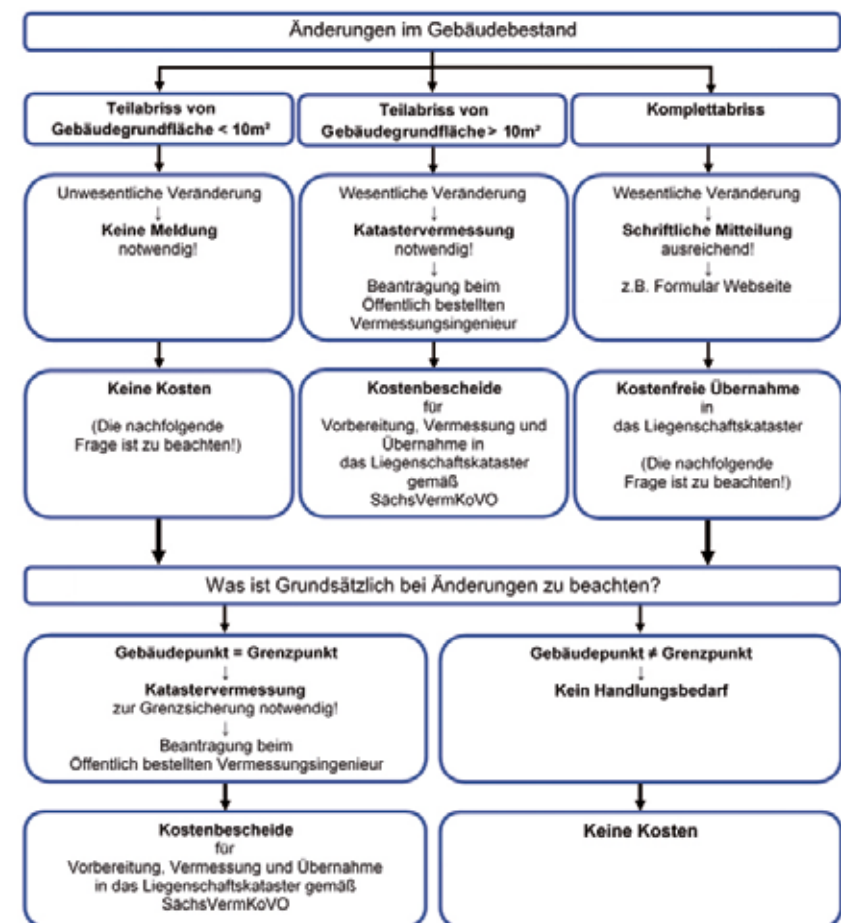 Änderungen im Gebäudebestand
Teilabriss von
Gebäudegrundfläche < 10m²
Teilabriss von
Gebäudegrundfläche > 10m²
Komplettabriss
Unwesentliche Veränderung
↓
Keine Meldung
notwendig!
Wesentliche Veränderung
↓
Katastervermessung
notwendig!
↓
Beantragung beim
Öffentlich bestellten
Vermessungsingenieur
Wesentliche Veränderung
↓
Schriftliche Mitteilung
ausreichend!
↓
z.B. Formular Webseite
Keine Kosten
(Die nachfolgende
Frage ist zu beachten!)
Kostenbescheide
für
Vorbereitung, Vermessung und
Übernahme in
das Liegenschaftskataster
gemäß
SächsVermKoVO
Kostenfreie Übernahme
in
das Liegenschaftskataster
(Die nachfolgende
Frage ist zu beachten!)
Was ist Grundsätzlich bei Änderungen zu beachten?
Gebäudepunkt = Grenzpunkt
↓
Katastervermessung
zur Grenzsicherung notwendig!
↓
Beantragung beim
Öffentlich bestellten Vermessungsingenieur
Gebäudepunkt ≠ Grenzpunkt
↓
Kein Handlungsbedarf
Kostenbescheide
für
Vorbereitung, Vermessung und Übernahme
in das Liegenschaftskataster gemäß
SächsVermKoVO
Keine Kosten